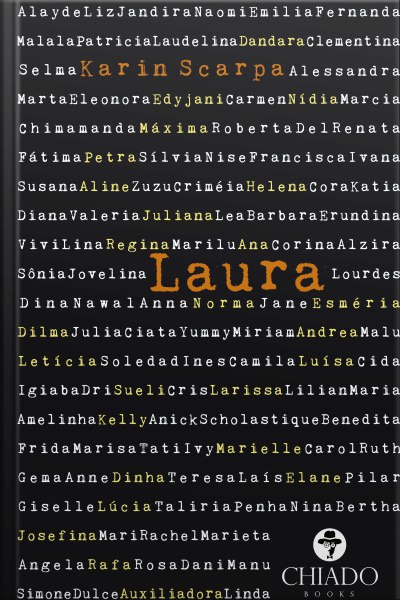 AlaydeLizJandiraNaomiEmiliaFernanda
MalalaPatriciaLaudelinaDandaraClementina
Selma Karin Scarpa Alessandra
MartaEleonoraEdyjaniCarmenNídiaMarcia
ChimamandaMáximaRobertaDelRenata
FátimaPetraSílviaNiseFranciscaIvana
SusanaAlineZuzuCriméiaHelenaCoraKatia
DianaValeriaJulianaLeaBarbaraErundina
ViviLinaReginaMariluAnaCorinaAlzira
SôniaJovelina Laura Lourdes
DinaNawalAnnaNormaJaneEsméria
DilmaJuliaCiataYummyMiriamAndreaMalu
LetíciaSoledadInesCamilaLuísaCida
IgiabaDriSueliCrisLarissaLilianMaria
AmelinhaKellyAnickScholastiqueBenedita
FridaMarisaTatiIvyMarielleCarolRuth
GemaAnneDinhaTeresaLaísElanePilar
GiselleLúciaTaliriaPenhaNinaBertha
JosefinaMariRachelMarieta
AngelaRafaRosaDaniManu
SimoneDulceAuxiliadoraLinda
CHIADO
BOOKS